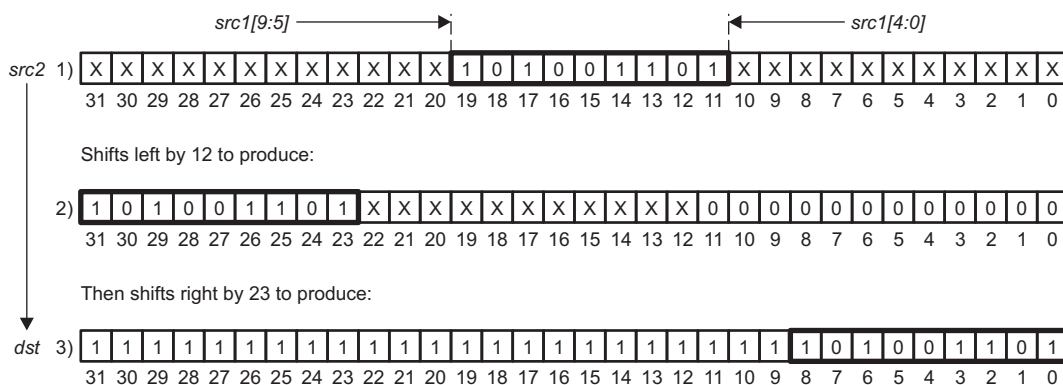 src1[9:5] src1[4:0]
src2 1) X X X X X X X X X X X X 1 0 1 0 0 1 1 0 1 X X X X X X X X X X X
31 30 29 28 27 26 25 24 23 22 21 20 19 18 17 16 15 14 13 12 11 10 9 8 7 6 5 4 3 2 1 0
Shifts left by 12 to produce:
2) 1 0 1 0 0 1 1 0 1 X X X X X X X X X X X 0 0 0 0 0 0 0 0 0 0 0 0
31 30 29 28 27 26 25 24 23 22 21 20 19 18 17 16 15 14 13 12 11 10 9 8 7 6 5 4 3 2 1 0
Then shifts right by 23 to produce:
dst 3) 1 1 1 1 1 1 1 1 1 1 1 1 1 1 1 1 1 1 1 1 1 1 1 1 0 1 0 0 1 1 0 1
31 30 29 28 27 26 25 24 23 22 21 20 19 18 17 16 15 14 13 12 11 10 9 8 7 6 5 4 3 2 1 0